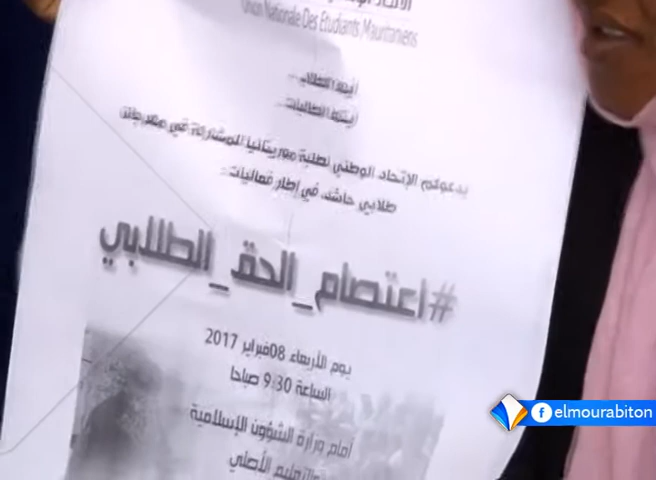 Union Nationale Des Etudiants Mauritaniens
أيها الطلاب..
أيتها الطالبات..
يدعوكم الإتحاد الوطني لطلبة موريتانيا للمشاركة في مهرجان
طلابي حاشد، في إطار فعاليات:
#اعتصام_الحق_الطلابي
يوم الأربعاء 08فبراير 2017
الساعة 9:30 صباحا
أمام وزارة الشؤون الإسلامية
والتعليم الأصلي
elmourabiton